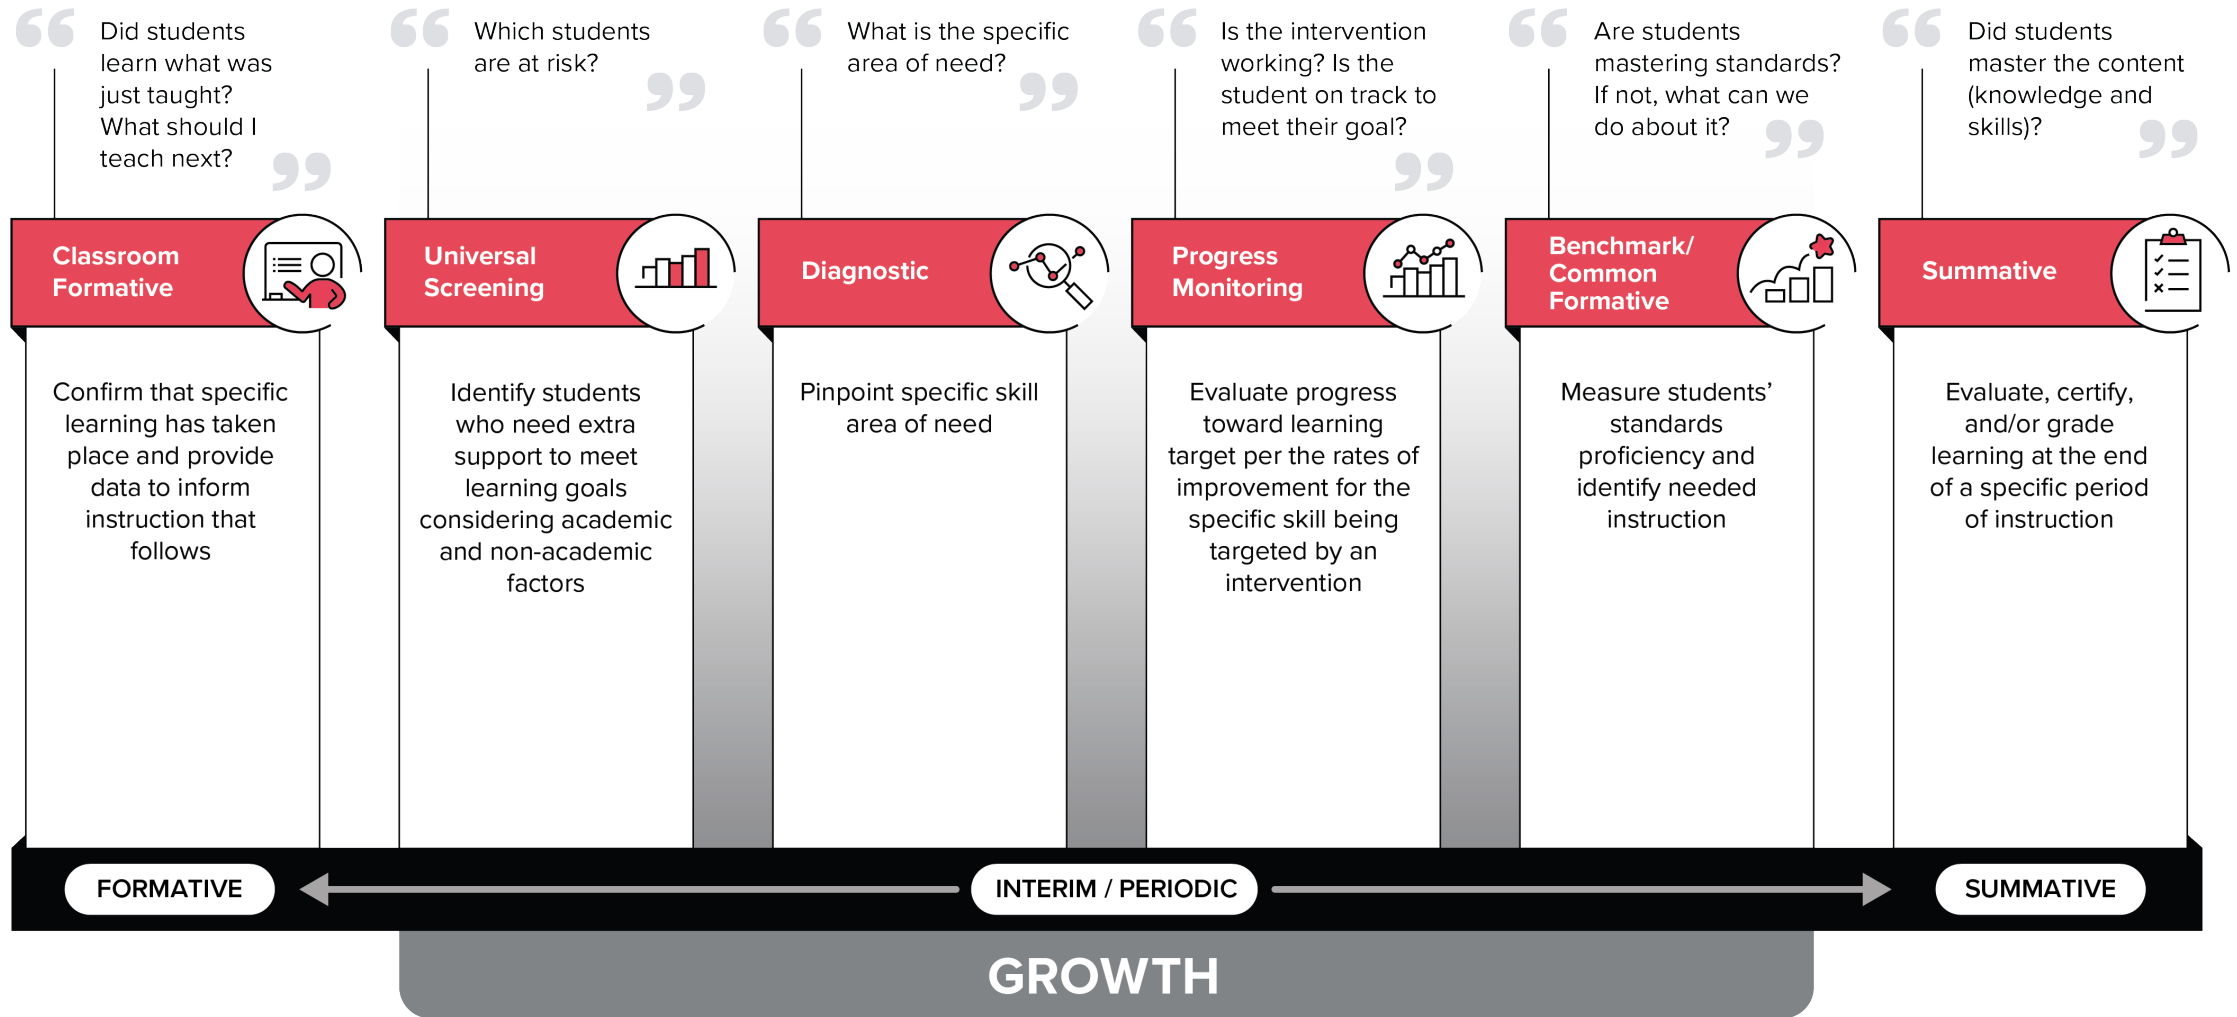 Did students
learn what was
just taught?
What should I
teach next?
Which students
are at risk?
What is the specific
area of need?
Is the intervention
working? Is the
student on track to
meet their goal?
Are students
mastering standards?
If not, what can we
do about it?
Did students
master the content
(knowledge and
skills)?
Classroom
Formative
Universal
Screening
Diagnostic
Progress
Monitoring
Benchmark/
Common
Formative
Summative
Confirm that specific
learning has taken
place and provide
data to inform
instruction that
follows
Identify students
who need extra
support to meet
learning goals
considering academic
and non-academic
factors
Pinpoint specific skill
area of need
Evaluate progress
toward learning
target per the rates of
improvement for the
specific skill being
targeted by an
intervention
Measure students’
standards
proficiency and
identify needed
instruction
Evaluate, certify,
and/or grade
learning at the end
of a specific period
of instruction
FORMATIVE
INTERIM / PERIODIC
SUMMATIVE
GROWTH